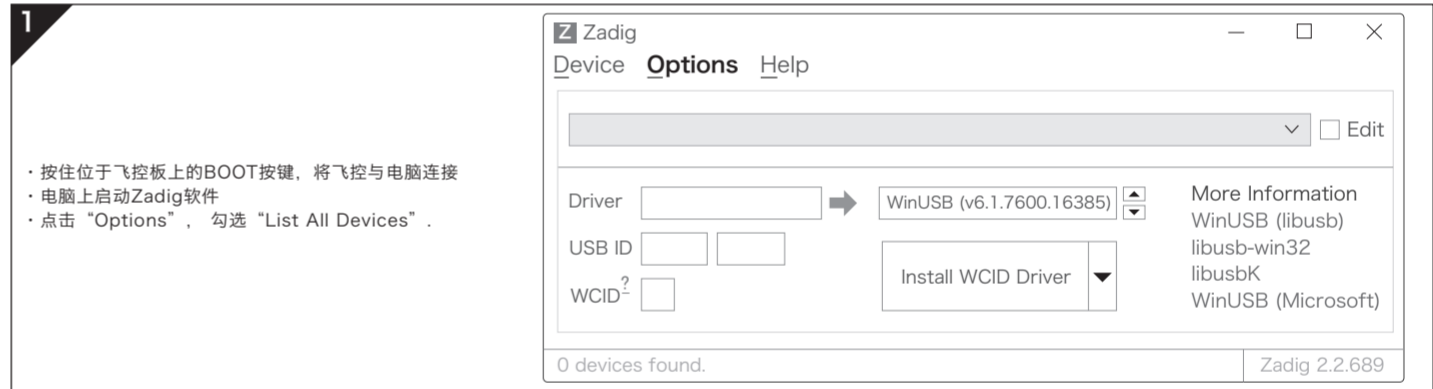 1
·按住位于飞控板上的BOOT按键，将飞控与电脑连接
·电脑上启动Zadig软件
·点击“Options”，勾选“List All Devices”.
Z Zadig
Device Options Help
Edit
Driver
WinUSB (v6.1.7600.16385)
USB ID
WCID?
Install WCID Driver
More Information
WinUSB (libusb)
libusb-win32
libusbK
WinUSB (Microsoft)
0 devices found.
Zadig 2.2.689